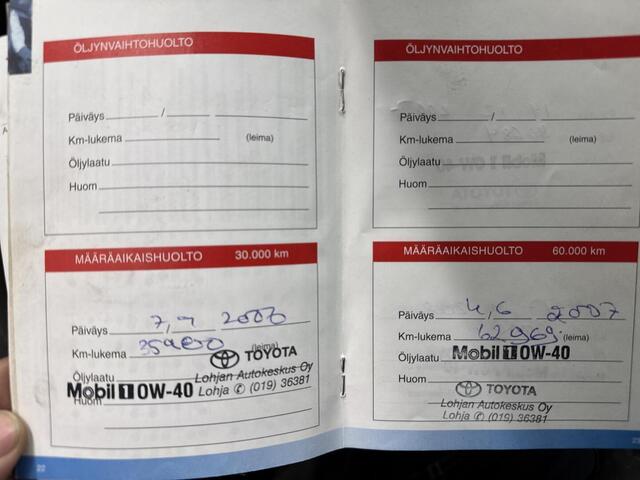 ÖLJYNVAIHTOHUOLTO
Päiväys / 
Km-lukema (leima)
Öljylaatu
Huom
MÄÄRÄAIKAISHUOLTO 30.000 km
Päiväys 7,9 2006
Km-lukema (leima)
TOYOTA
Öljylaatu Lohjan Autokeskus Oy
Huom Mobil 1 0W-40 Lohja ✆ (019) 36381
22
ÖLJYNVAIHTOHUOLTO
Päiväys /
Km-lukema (leima)
Öljylaatu
Huom
MÄÄRÄAIKAISHUOLTO 60.000 km
Päiväys 4,6 2007
Km-lukema 62969 (leima)
Öljylaatu Mobil 1 0W-40
Huom
TOYOTA
Lohjan Autokeskus Oy
Lohja ✆ (019) 36381